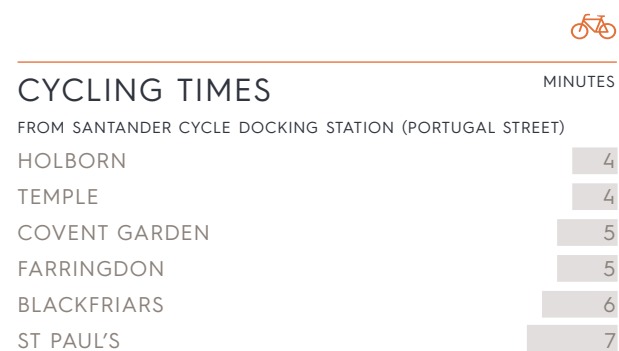 CYCLING TIMES MINUTES
FROM SANTANDER CYCLE DOCKING STATION (PORTUGAL STREET)
HOLBORN 4
TEMPLE 4
COVENT GARDEN 5
FARRINGDON 5
BLACKFRIARS 6
ST PAUL'S 7